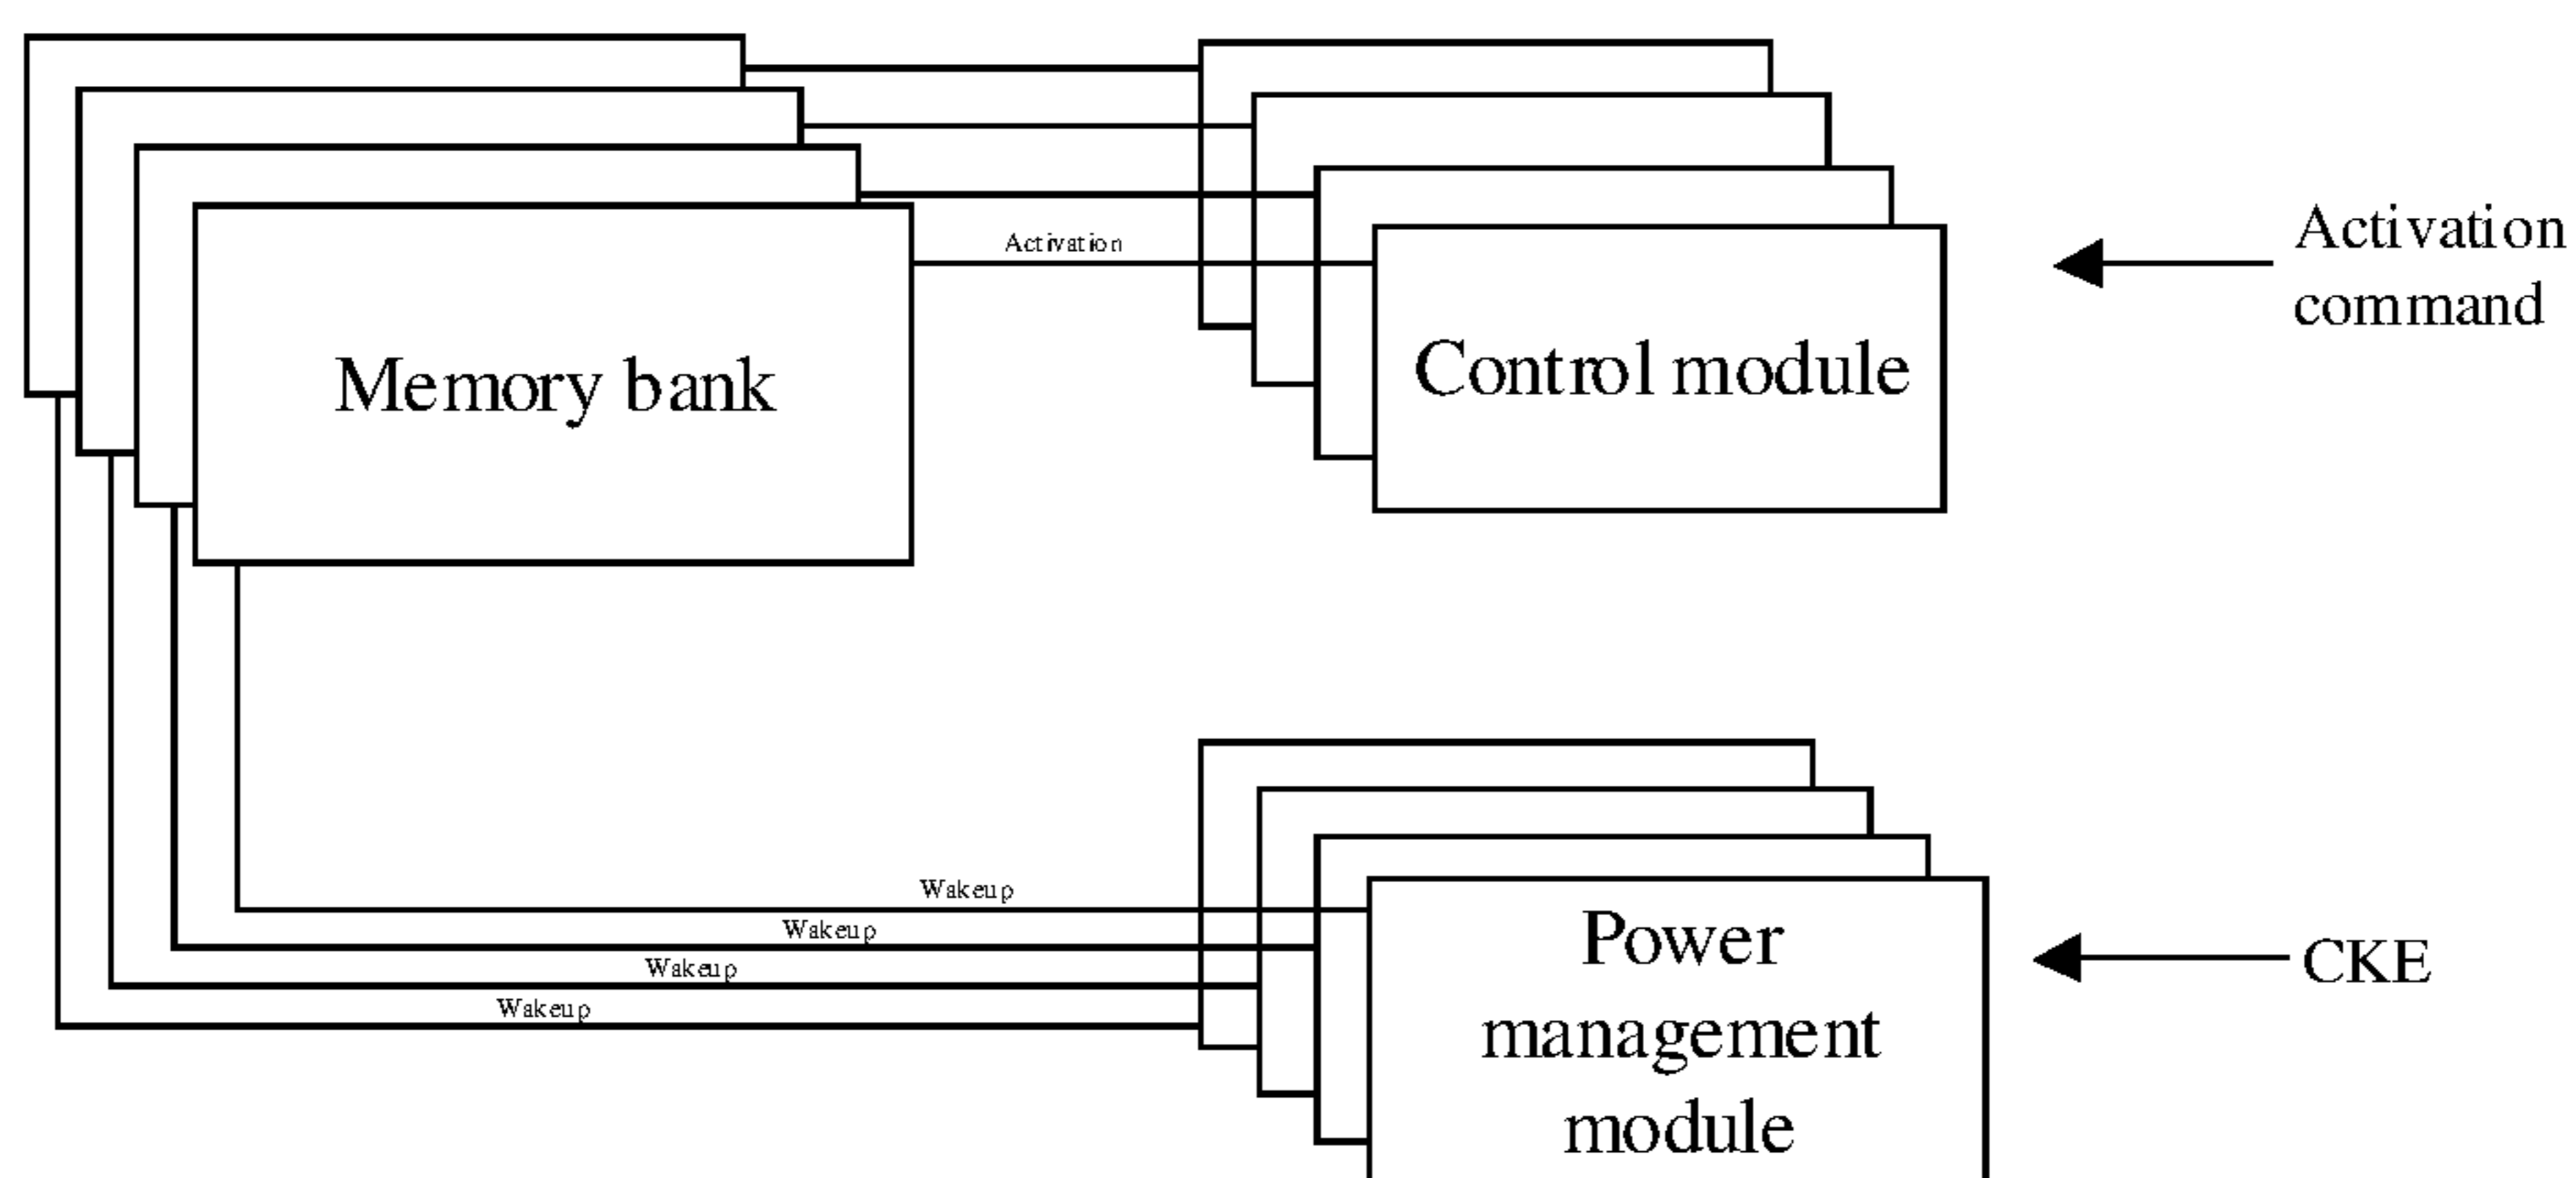 Activation
Activation
command
Memory bank
Control module
Wakeup
Wakeup
Wakeup
Wakeup
Power
management
module
CKE